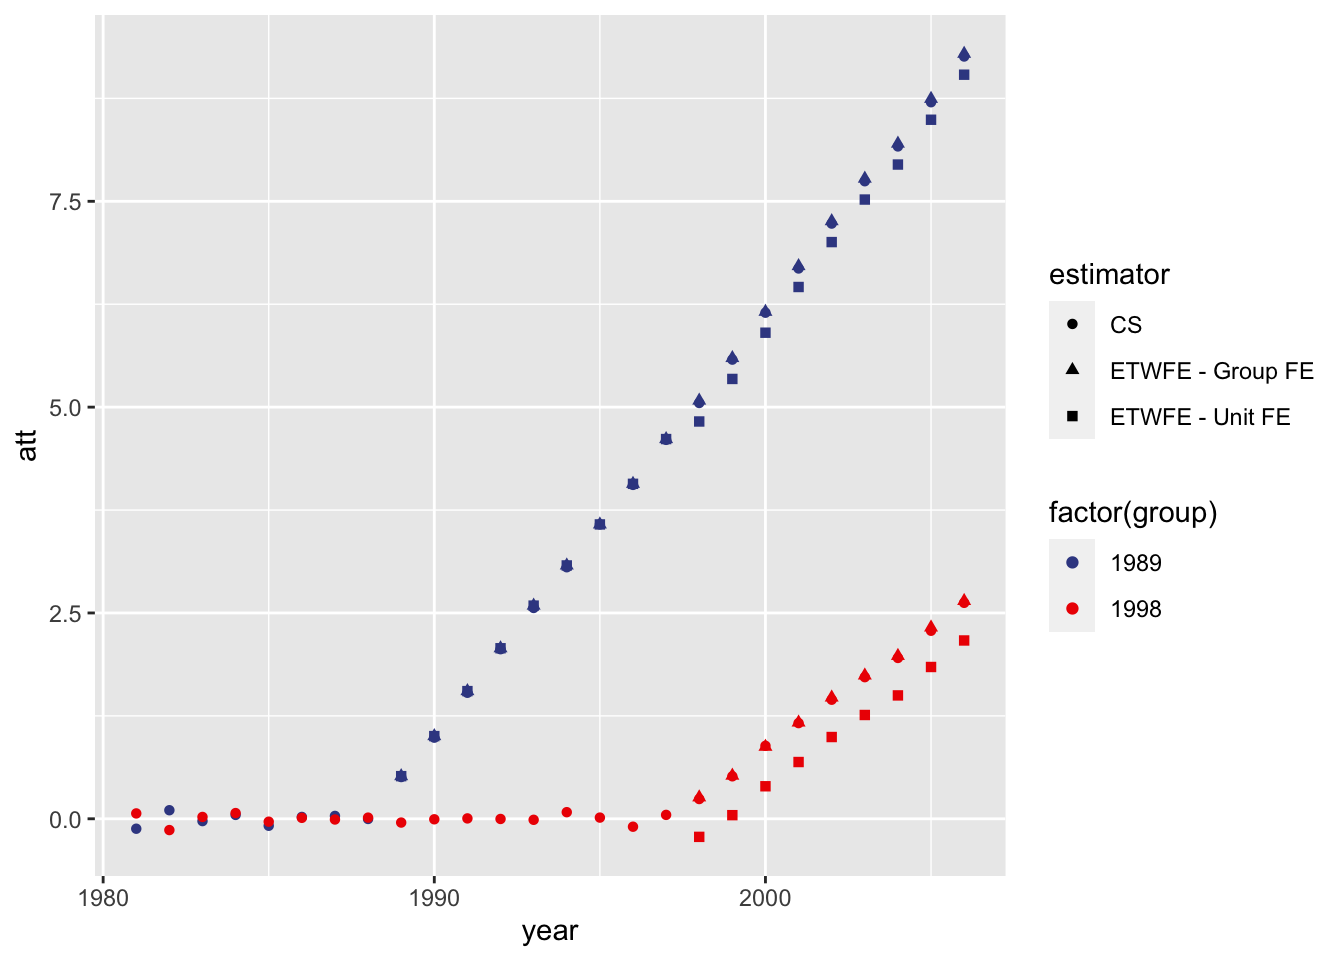 7.5
5.0
2.5
0.0
att
1980
1990
2000
year
estimator
CS
ETWFE - Group FE
ETWFE - Unit FE
factor(group)
1989
1998